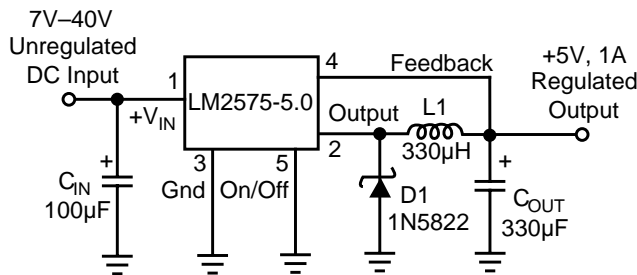 7V–40V
Unregulated
DC Input
1
+VIN
LM2575-5.0
4
Feedback
+5V, 1A
Regulated
Output
Output
2
L1
330µH
3
Gnd
5
On/Off
CIN
100µF
+
D1
1N5822
+
COUT
330µF